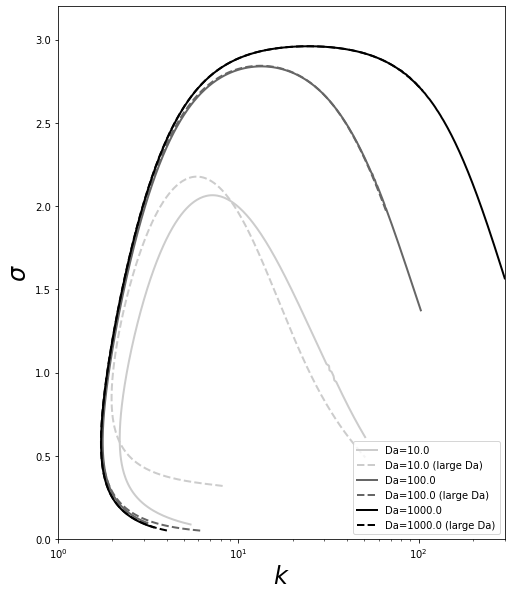 3.0
2.5
2.0
1.5
1.0
0.5
0.0
σ
10⁰
10¹
10²
k
Da=10.0
Da=10.0 (large Da)
Da=100.0
Da=100.0 (large Da)
Da=1000.0
Da=1000.0 (large Da)